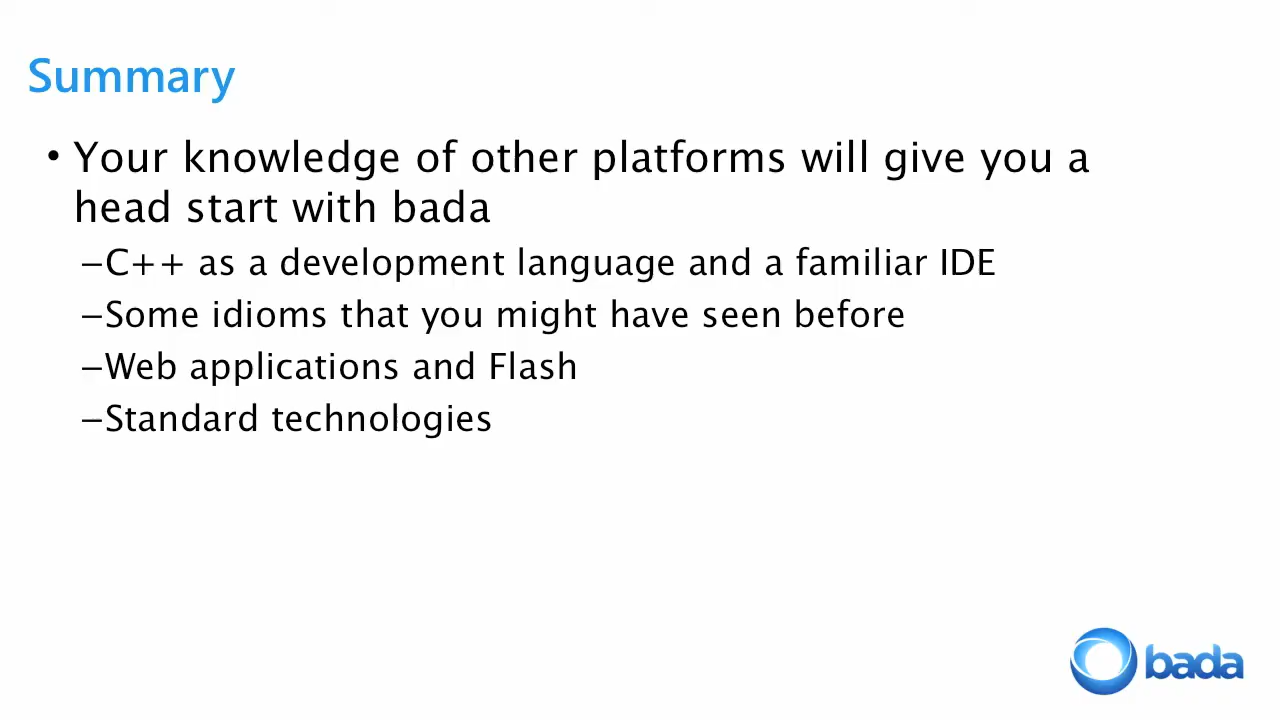 Summary
• Your knowledge of other platforms will give you a
head start with bada
–C++ as a development language and a familiar IDE
–Some idioms that you might have seen before
–Web applications and Flash
–Standard technologies
bada